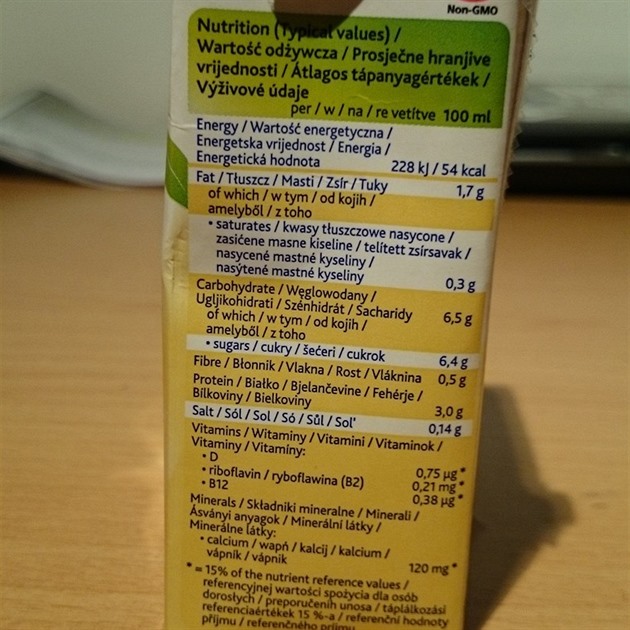 Non-GMO
Nutrition (Typical values) /
Wartość odżywcza / Prosječne hranjive
vrijednosti / Átlagos tápanyagértékek /
Výživové údaje
per / w / na / re vetítve 100 ml
Energy / Wartość energetyczna /
Energetska vrijednost / Energia /
Energetická hodnota 228 kJ / 54 kcal
Fat / Tłuszcz / Masti / Zsír / Tuky 1,7 g
of which / w tym / od kojih /
amelyből / z toho
• saturates / kwasy tłuszczowe nasycone /
zasićene masne kiseline / telített zsírsavak /
nasycené mastné kyseliny /
nasýtené mastné kyseliny 0,3 g
Carbohydrate / Węglowodany /
Ugljikohidrati / Szénhidrát / Sacharidy 6,5 g
of which / w tym / od kojih /
amelyből / z toho
• sugars / cukry / šećeri / cukrok 6,4 g
Fibre / Błonnik / Vlakna / Rost / Vláknina 0,5 g
Protein / Białko / Bjelančevine / Fehérje /
Bílkoviny / Bielkoviny 3,0 g
Salt / Sól / Sol / Só / Sůl / Soľ 0,14 g
Vitamins / Witaminy / Vitamini / Vitaminok /
Vitaminy / Vitamíny:
• D 0,75 µg *
• riboflavin / ryboflawina (B2) 0,21 mg *
• B12 0,38 µg *
Minerals / Składniki mineralne / Minerali /
Ásványi anyagok / Minerální látky /
Minerálne látky:
• calcium / wapń / kalcij / kalcium /
vápník / vápnik 120 mg *
* = 15% of the nutrient reference values /
referencyjnej wartości spożycia dla osób
dorosłych / preporučenih unosa / táplálkozási
referenciaértékek 15 %-a / referenční hodnoty
příjmu / referenčného príjmu